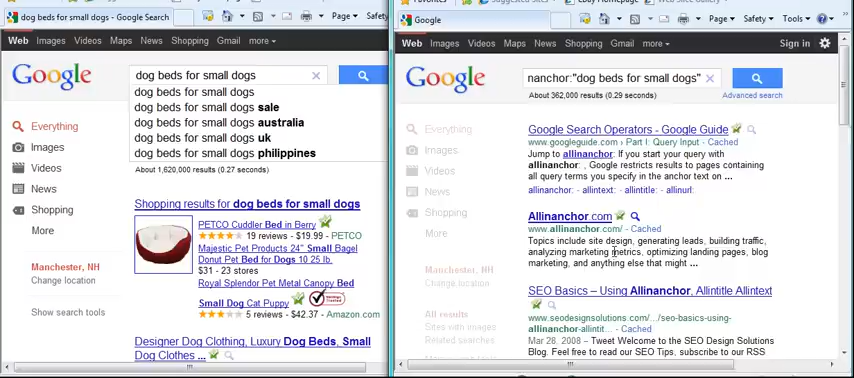 dog beds for small dogs - Google Search
Page
Safety
Web Images Videos Maps News Shopping Gmail more
Google
dog beds for small dogs
dog beds for small dogs
dog beds for small dogs sale
dog beds for small dogs australia
dog beds for small dogs uk
dog beds for small dogs philippines
About 1,620,000 results (0.27 seconds)
Everything
Images
Videos
News
Shopping
More
Manchester, NH
Change location
Show search tools
Shopping results for dog beds for small dogs
PETCO Cuddler Bed in Berry
19 reviews - $19.99 - PETCO
Majestic Pet Products 24" Small Bagel
Donut Pet Bed for Dogs 10 25 lb.
$31 - 23 stores
Royal Splendor Pet Metal Canopy Bed
Small Dog Cat Puppy
5 reviews - $42.37 - Amazon.com
Designer Dog Clothing, Luxury Dog Beds, Small
Dog Clothes ...
Favorites Suggested Sites eBay Homepage Web Slice Gallery
Google
Page Safety Tools
Web Images Videos Maps News Shopping Gmail more Sign in
Google
nanchor:"dog beds for small dogs"
About 362,000 results (0.29 seconds) Advanced search
Everything
Images
Videos
News
Shopping
More
Manchester, NH
Change location
All results
Sites with images
Related searches
Google Search Operators - Google Guide
www.googleguide.com › Part I: Query Input - Cached
Jump to allinanchor: If you start your query with
allinanchor: , Google restricts results to pages containing
all query terms you specify in the anchor text on ...
allinanchor: - allintext: - allintitle: - allinurl:
Allinanchor.com
www.allinanchor.com/ - Cached
Topics include site design, generating leads, building traffic,
analyzing marketing metrics, optimizing landing pages, blog
marketing, and anything else that might ...
SEO Basics – Using Allinanchor, Allintitle Allintext
www.seodesignsolutions.com/.../seo-basics-using-
allinanchor-allintit... - Cached
Mar 28, 2008 – Tweet Welcome to the SEO Design Solutions
Blog. Feel free to read our SEO Tips, subscribe to our RSS